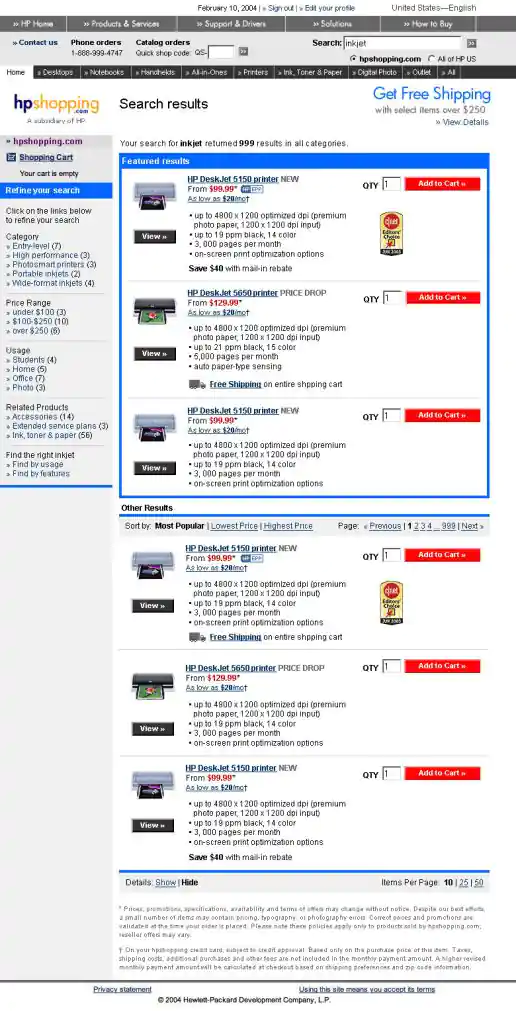 February 10, 2004 | » Sign out | » Edit your profile
United States—English
» HP Home
» Products & Services
» Support & Drivers
» Solutions
» How to Buy
» Contact us
Phone orders
1-888-999-4747
Catalog orders
Quick shop code: QS-
Search: inkjet
hpshopping.com All of HP US
Home
» Desktops
» Notebooks
» Handhelds
» All-in-Ones
» Printers
» Ink, Toner & Paper
» Digital Photo
» Outlet
» All
hpshopping.com
A subsidiary of HP
Search results
Get Free Shipping
with select items over $250
» View Details
» hpshopping.com
Shopping Cart
Your cart is empty
Refine your search
Click on the links below
to refine your search
Category
» Entry-level (7)
» High performance (3)
» Photosmart printers (3)
» Portable inkjets (2)
» Wide-format inkjets (4)
Price Range
» under $100 (3)
» $100-$250 (10)
» over $250 (6)
Usage
» Students (4)
» Home (5)
» Office (7)
» Photo (3)
Related Products
» Accessories (14)
» Extended service plans (3)
» Ink, toner & paper (56)
Find the right inkjet
» Find by usage
» Find by features
Your search for inkjet returned 999 results in all categories.
Featured results
HP DeskJet 5150 printer NEW
From $99.99*
As low as $20/mo†
QTY 1 Add to Cart »
• up to 4800 x 1200 optimized dpi (premium
photo paper, 1200 x 1200 dpi input)
• up to 19 ppm black, 14 color
• 3, 000 pages per month
• on-screen print optimization options
View »
Save $40 with mail-in rebate
HP DeskJet 5650 printer PRICE DROP
From $129.99*
As low as $20/mo†
QTY 1 Add to Cart »
• up to 4800 x 1200 optimized dpi (premium
photo paper, 1200 x 1200 dpi input)
• up to 21 ppm black, 15 color
• 5,000 pages per month
• auto paper-type sensing
View »
Free Shipping on entire shpping cart
HP DeskJet 5150 printer NEW
From $99.99*
As low as $20/mo†
QTY 1 Add to Cart »
• up to 4800 x 1200 optimized dpi (premium
photo paper, 1200 x 1200 dpi input)
• up to 19 ppm black, 14 color
• 3, 000 pages per month
• on-screen print optimization options
View »
Other Results
Sort by: Most Popular | Lowest Price | Highest Price
Page: « Previous | 1 2 3 4 ... 999 | Next »
HP DeskJet 5150 printer NEW
From $99.99*
As low as $20/mo†
QTY 1 Add to Cart »
• up to 4800 x 1200 optimized dpi (premium
photo paper, 1200 x 1200 dpi input)
• up to 19 ppm black, 14 color
• 3, 000 pages per month
• on-screen print optimization options
View »
Free Shipping on entire shpping cart
HP DeskJet 5650 printer PRICE DROP
From $129.99*
As low as $20/mo†
QTY 1 Add to Cart »
• up to 4800 x 1200 optimized dpi (premium
photo paper, 1200 x 1200 dpi input)
• up to 19 ppm black, 14 color
• 3, 000 pages per month
• on-screen print optimization options
View »
HP DeskJet 5150 printer NEW
From $99.99*
As low as $20/mo†
QTY 1 Add to Cart »
• up to 4800 x 1200 optimized dpi (premium
photo paper, 1200 x 1200 dpi input)
• up to 19 ppm black, 14 color
• 3, 000 pages per month
• on-screen print optimization options
View »
Save $40 with mail-in rebate
Details: Show | Hide
Items Per Page: 10 | 25 | 50
* Prices, promotions, specifications, availability and terms of offers may change without notice. Despite our best efforts,
a small number of items may contain pricing, typography, or photography errors. Correct prices and promotions are
validated at the time your order is placed. Please note these policies apply only to products sold by hpshopping.com;
reseller offers may vary.
† On your hpshopping credit card, subject to credit approval. Based only on the purchase price of this item. Taxes,
shipping costs, additional purchases and other fees are not included in the monthly payment amount. A higher revised
monthly payment amount will be calculated at checkout based on shipping preferences and zip code information.
Privacy statement
Using this site means you accept its terms
© 2004 Hewlett-Packard Development Company, L.P.